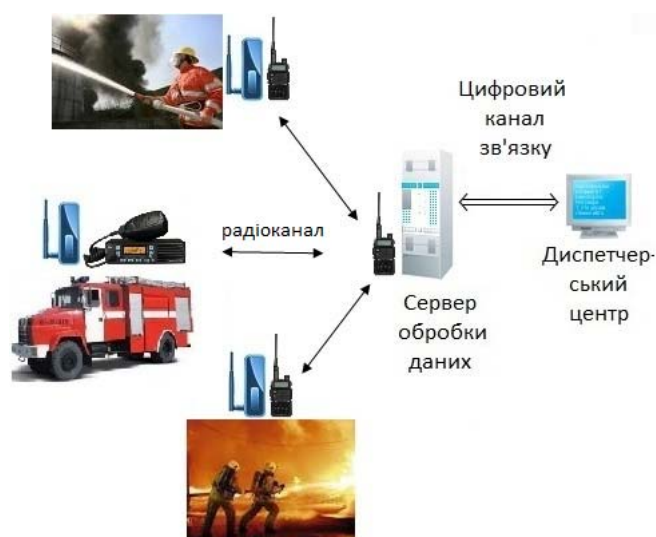 Цифровий
канал
зв'язку
радіоканал
Сервер
обробки
даних
Диспетчер-
ський
центр